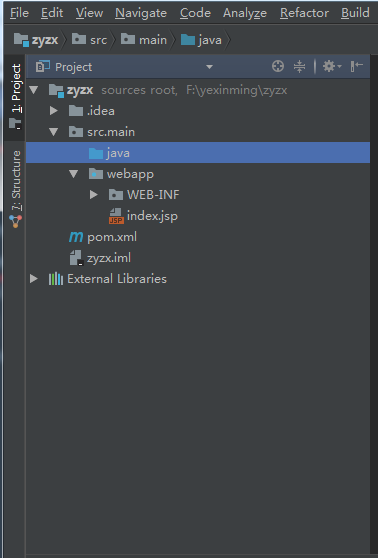 File Edit View Navigate Code Analyze Refactor Build
zyzx src main java
Project
1: Project
7: Structure
zyzx sources root, F:\yexinming\zyzx
.idea
src.main
java
webapp
WEB-INF
JSP index.jsp
m pom.xml
zyzx.iml
External Libraries